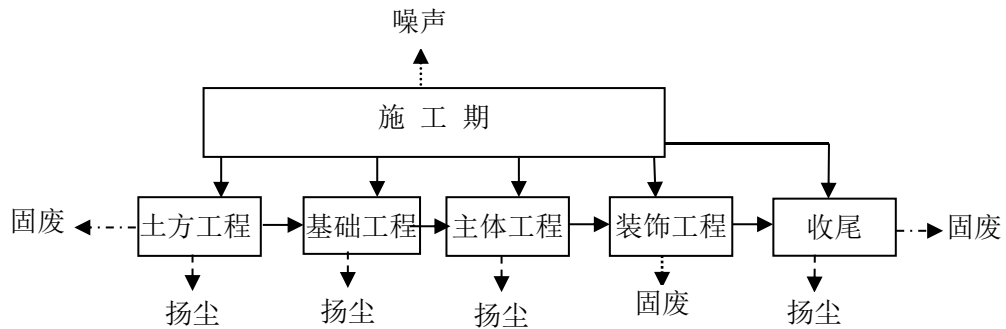 噪声
施 工 期
固废 土方工程 基础工程 主体工程 装饰工程 收尾 固废
扬尘 扬尘 扬尘 固废 扬尘